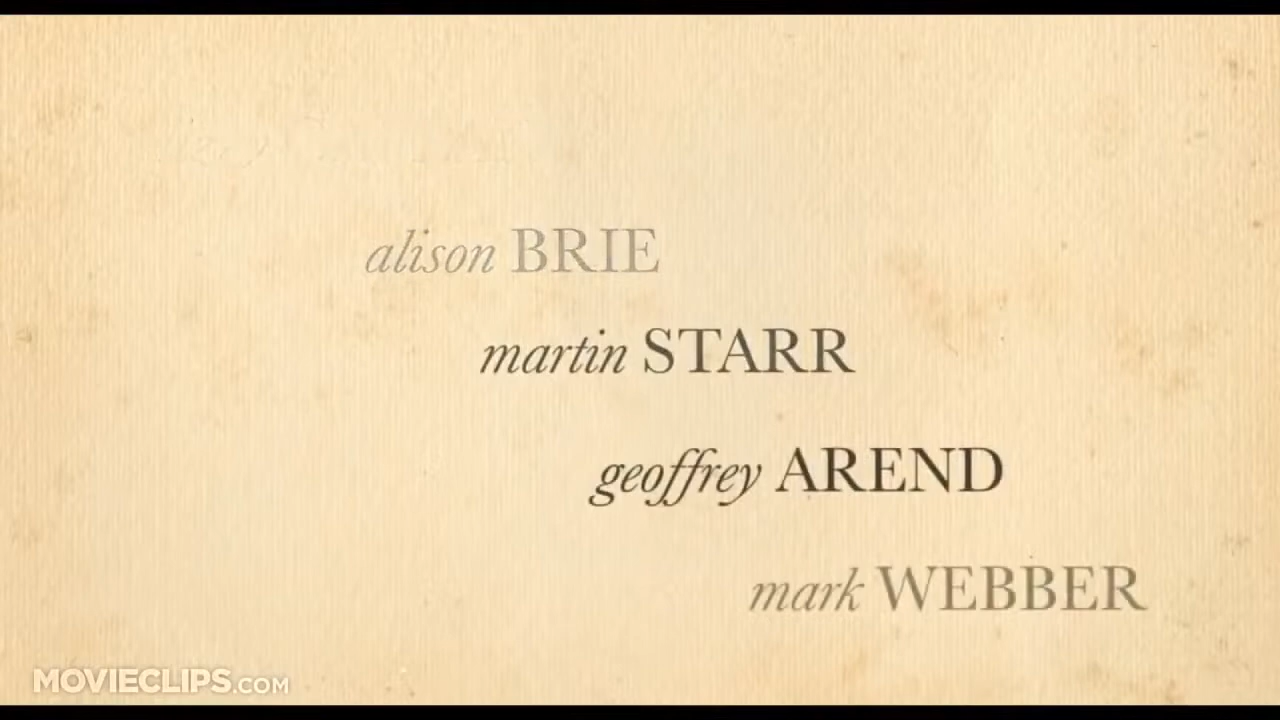 alison BRIE
martin STARR
geoffrey AREND
mark WEBBER
MOVIECLIPS.COM